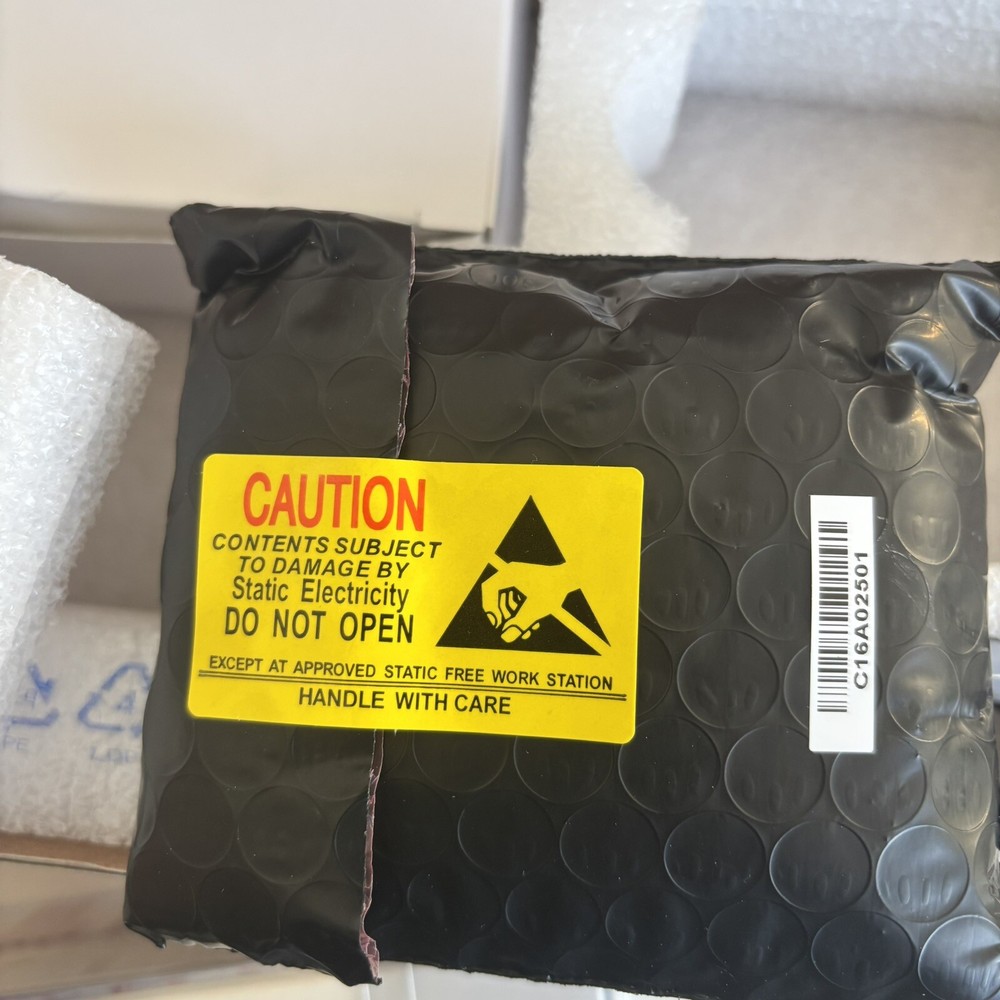 CAUTION
CONTENTS SUBJECT
TO DAMAGE BY
Static Electricity
DO NOT OPEN
EXCEPT AT APPROVED STATIC FREE WORK STATION
HANDLE WITH CARE
C16A02501